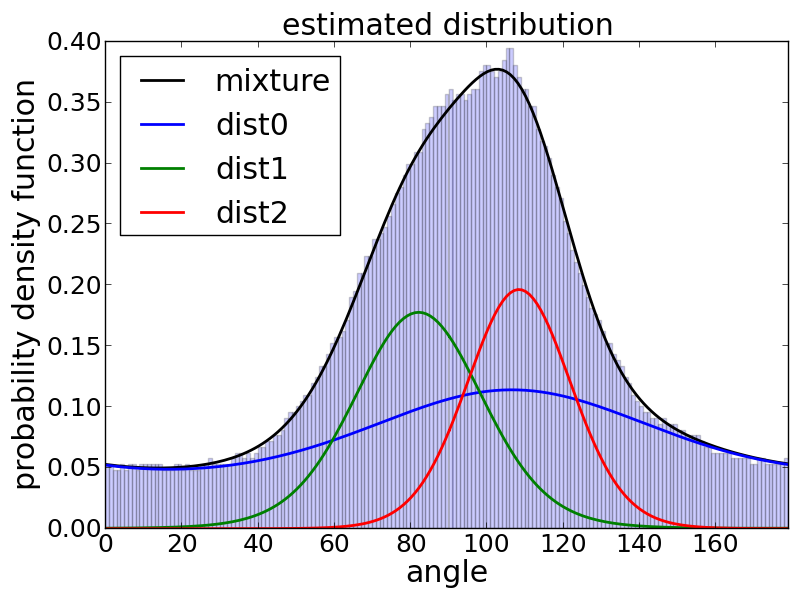 estimated distribution
0.40
0.35
0.30
0.25
0.20
0.15
0.10
0.05
0.00
probability density function
mixture
dist0
dist1
dist2
0 20 40 60 80 100 120 140 160
angle